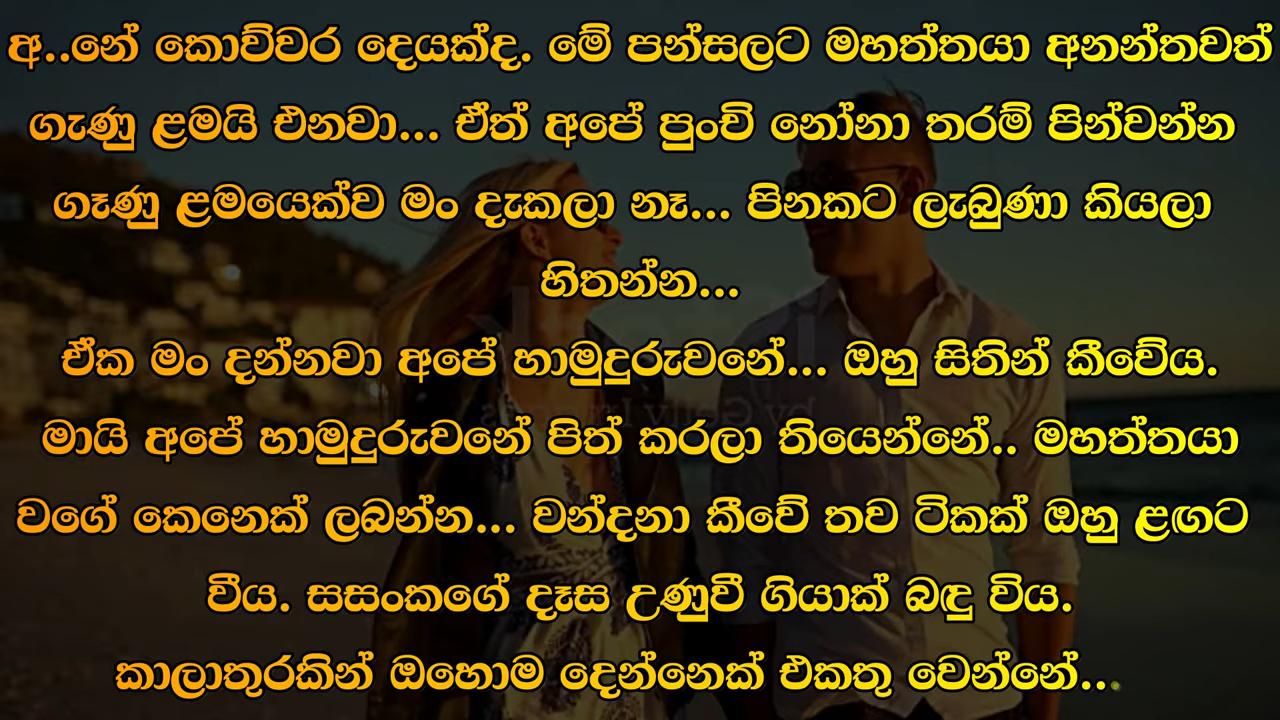 අ..නේ කොව්වර දෙයක්ද. මේ පන්සලට මහත්තයා අනන්තවත්
ගැණු ළමයි එනවා... ඒත් අපේ පුංචි නෝනා තරම් පින්වන්න
ගෑණු ළමයෙක්ව මං දැකලා නෑ... පිනකට ලැබුණා කියලා
හිතන්න...
ඒක මං දන්නවා අපේ හාමුදුරුවනේ... ඔහු සිතින් කීවේය.
මායි අපේ හාමුදුරුවනේ පිත් කරලා තියෙන්නේ.. මහත්තයා
වගේ කෙනෙක් ලබන්න... වන්දනා කීවේ තව ටිකක් ඔහු ළඟට
වීය. සසංකගේ දෑස උණුවී ගියාක් බඳු විය.
කාලාතුරකින් ඔහොම දෙන්නෙක් එකතු වෙන්නේ...